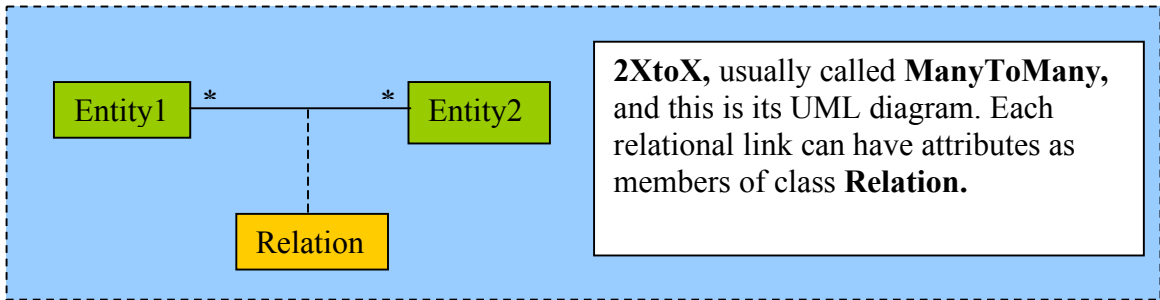 Entity1
*
*
Entity2
Relation
2XtoX, usually called ManyToMany,
and this is its UML diagram. Each
relational link can have attributes as
members of class Relation.